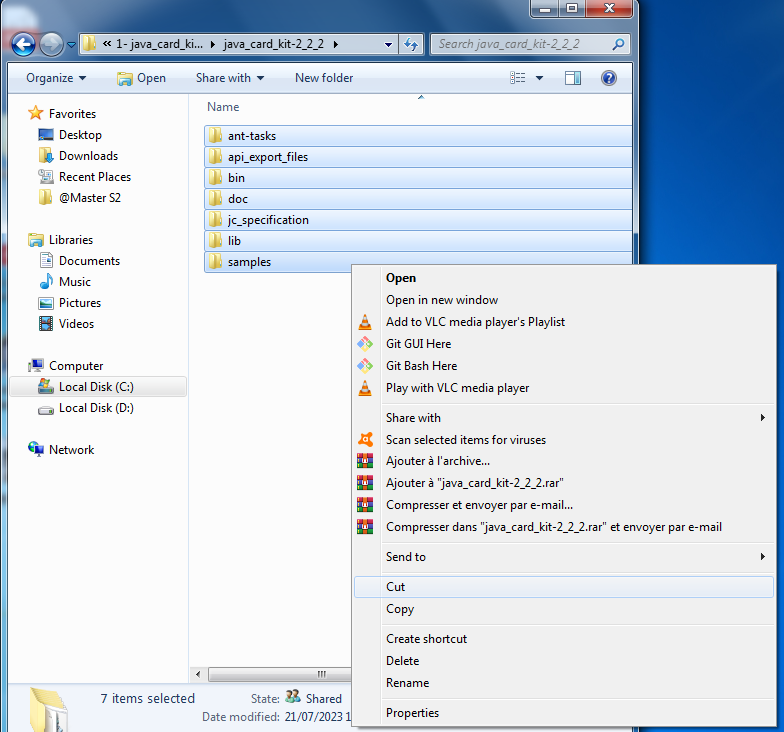 « 1- java_card_ki... java_card_kit-2_2_2
Search java_card_kit-2_2_2
Organize Open Share with New folder
Favorites
Desktop
Downloads
Recent Places
@Master S2
Libraries
Documents
Music
Pictures
Videos
Computer
Local Disk (C:)
Local Disk (D:)
Network
Name
ant-tasks
api_export_files
bin
doc
jc_specification
lib
samples
Open
Open in new window
Add to VLC media player's Playlist
Git GUI Here
Git Bash Here
Play with VLC media player
Share with
Scan selected items for viruses
Ajouter à l'archive...
Ajouter à "java_card_kit-2_2_2.rar"
Compresser et envoyer par e-mail...
Compresser dans "java_card_kit-2_2_2.rar" et envoyer par e-mail
Send to
Cut
Copy
Create shortcut
Delete
Rename
Properties
7 items selected State: Shared
Date modified: 21/07/2023 1